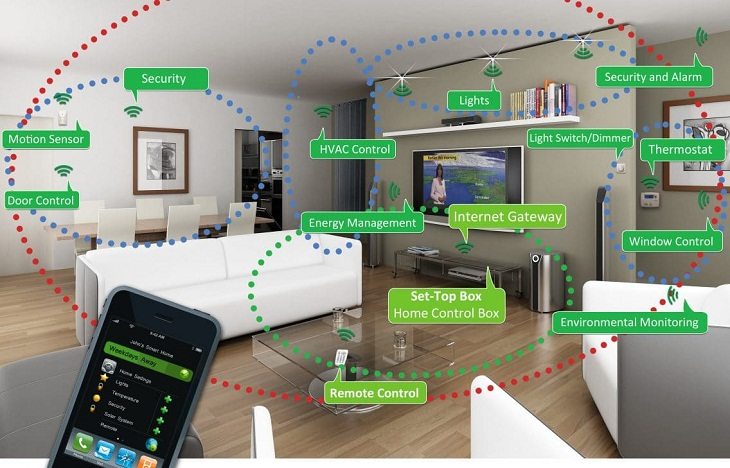 Security
Motion Sensor
Door Control
HVAC Control
Lights
Security and Alarm
Light Switch/Dimmer
Thermostat
Energy Management
Internet Gateway
Window Control
Set-Top Box
Home Control Box
Environmental Monitoring
Remote Control
John's Smart Home
Weekdays, Away
Home Settings
Lights
Temperature
Security
Solar System
Remote